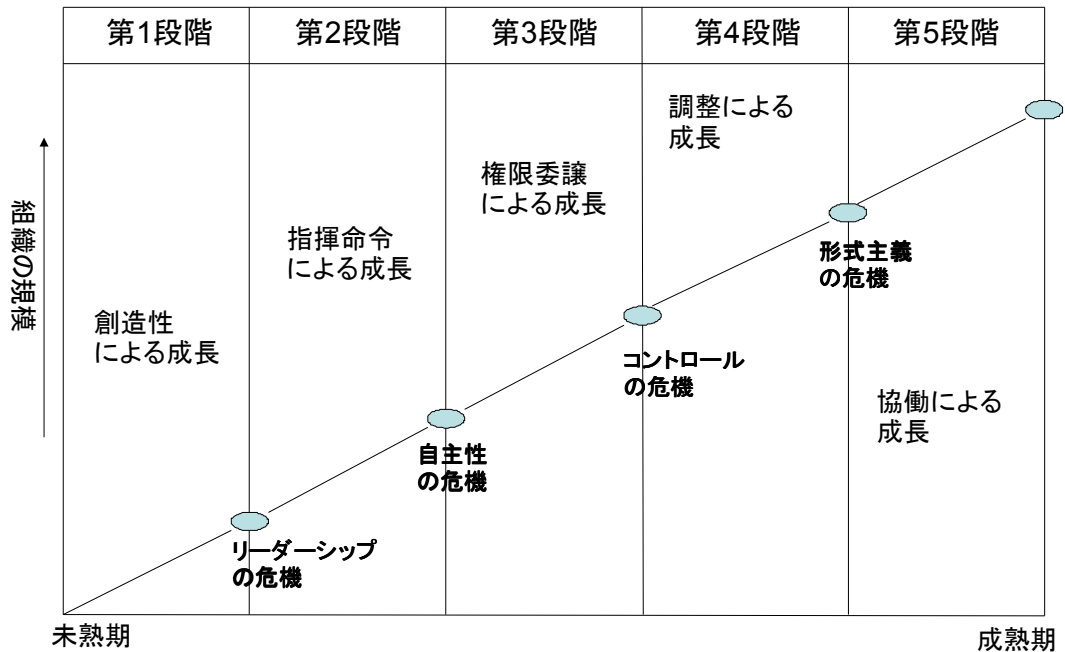 第1段階
第2段階
第3段階
第4段階
第5段階
組織の規模
創造性
による成長
指揮命令
による成長
権限委譲
による成長
調整による
成長
協働による
成長
リーダーシップ
の危機
自主性
の危機
コントロール
の危機
形式主義
の危機
未熟期
成熟期